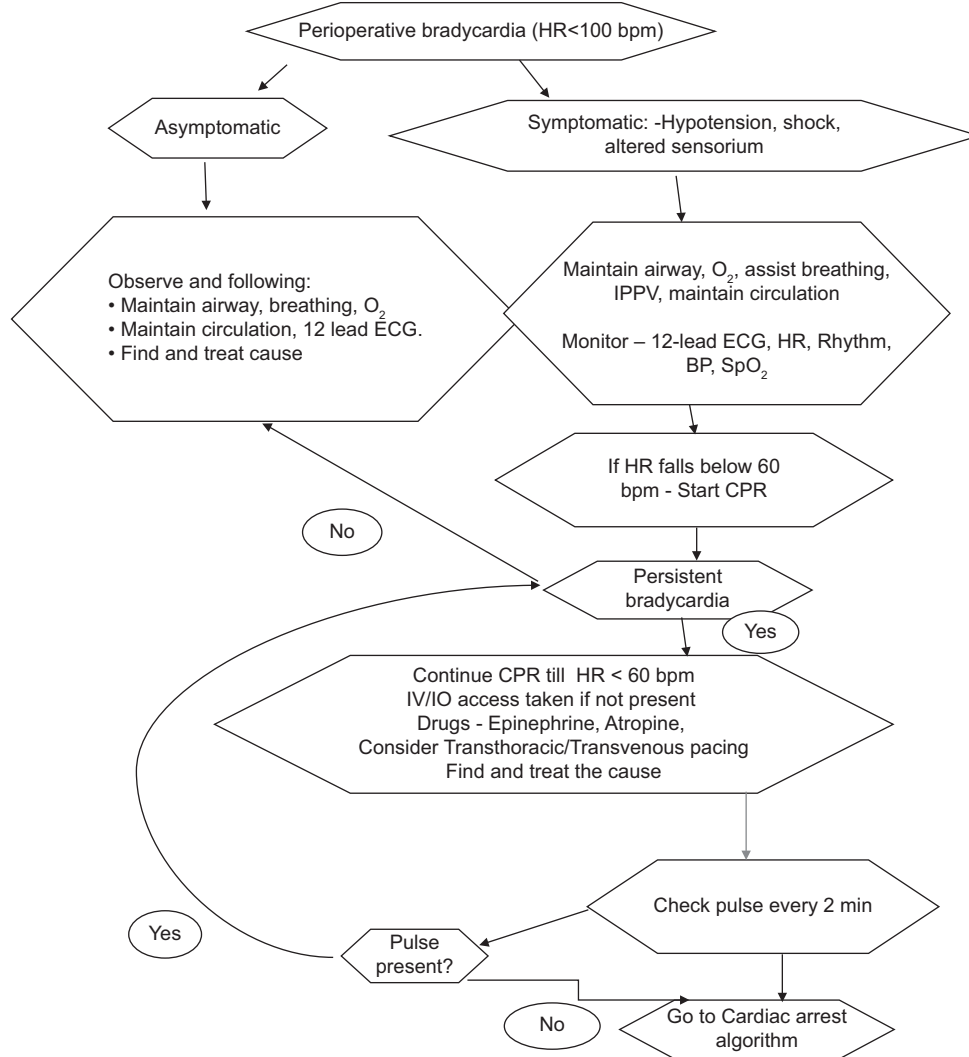 Perioperative bradycardia (HR<100 bpm)
Asymptomatic
Symptomatic: -Hypotension, shock,
altered sensorium
Observe and following:
• Maintain airway, breathing, O₂
• Maintain circulation, 12 lead ECG.
• Find and treat cause
Maintain airway, O₂, assist breathing,
IPPV, maintain circulation
Monitor – 12-lead ECG, HR, Rhythm,
BP, SpO₂
If HR falls below 60
bpm - Start CPR
No
Persistent
bradycardia
Yes
Continue CPR till HR < 60 bpm
IV/IO access taken if not present
Drugs - Epinephrine, Atropine,
Consider Transthoracic/Transvenous pacing
Find and treat the cause
Check pulse every 2 min
Yes
Pulse
present?
No
Go to Cardiac arrest
algorithm